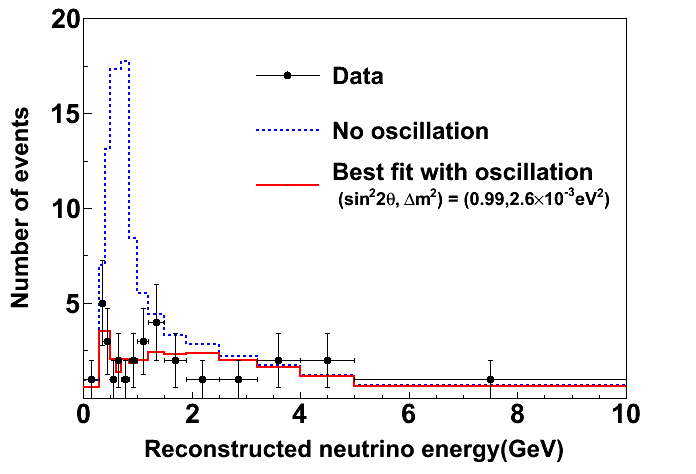 20
15
10
5
Number of events
Data
No oscillation
Best fit with oscillation
(sin²2θ, Δm²) = (0.99,2.6×10⁻³eV²)
0 2 4 6 8 10
Reconstructed neutrino energy(GeV)